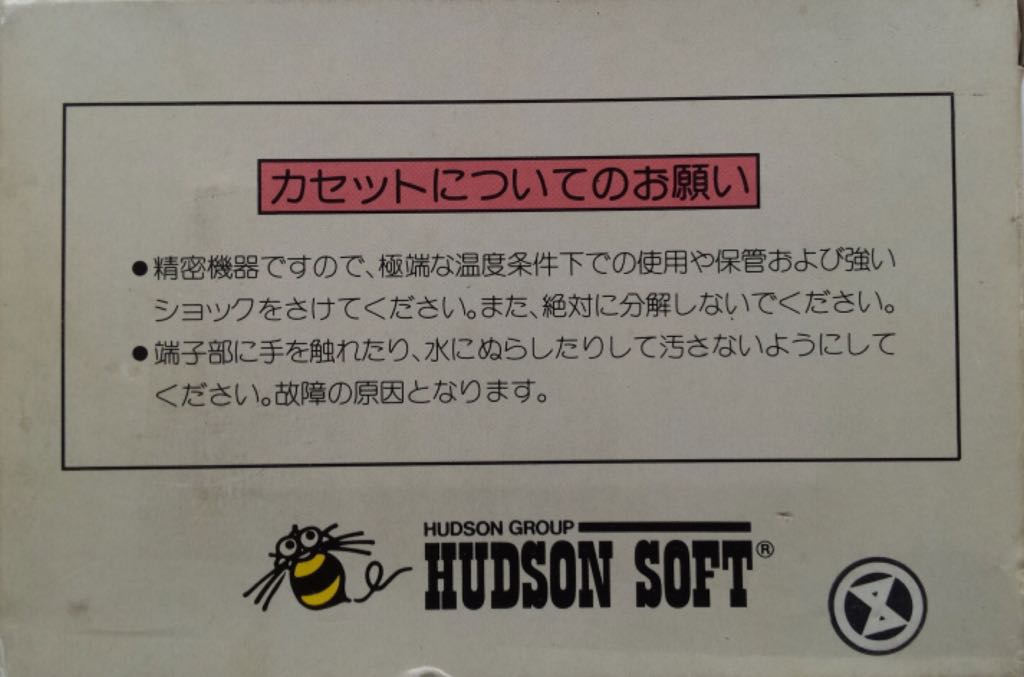 カセットについてのお願い
●精密機器ですので、極端な温度条件下での使用や保管および強い
ショックをさけてください。また、絶対に分解しないでください。
●端子部に手を触れたり、水にぬらしたりして汚さないようにして
ください。故障の原因となります。
HUDSON GROUP
HUDSON SOFT®